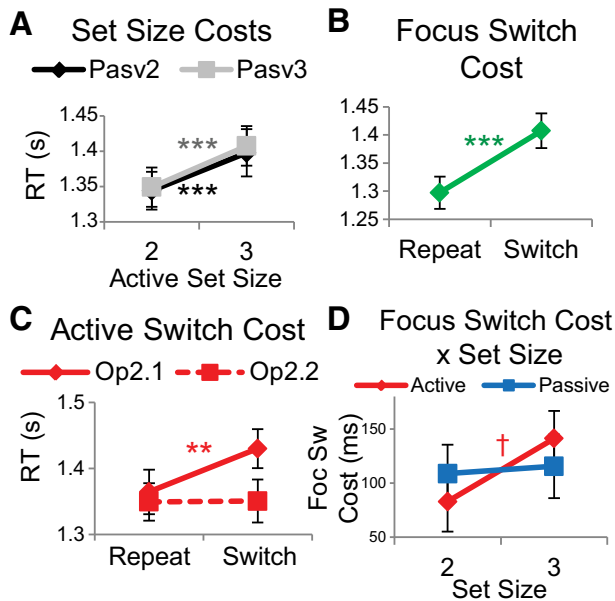 A Set Size Costs
Pasv2 Pasv3
1.45
1.4
1.35
1.3
RT (s)
***
***
2 3
Active Set Size
B Focus Switch
Cost
1.45
1.4
1.35
1.3
1.25
***
Repeat Switch
C Active Switch Cost
Op2.1 Op2.2
1.5
1.4
1.3
RT (s)
**
Repeat Switch
D Focus Switch Cost
x Set Size
Active Passive
150
100
50
Foc Sw
Cost (ms)
†
2 3
Set Size